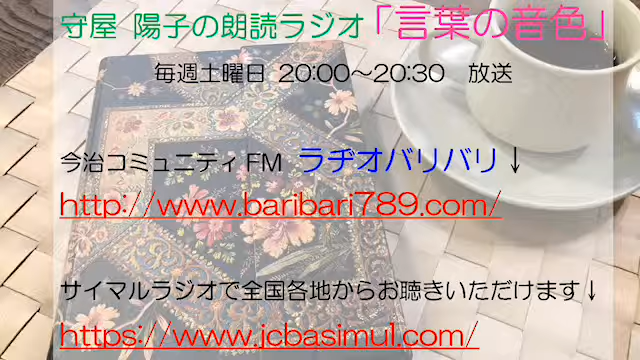 守屋 陽子の朗読ラジオ「言葉の音色」
毎週土曜日 20:00～20:30 放送
今治コミュニティFM ラヂオバリバリ↓
http://www.baribari789.com/
サイマルラジオで全国各地からお聴きいただけます↓
https://www.jcbasimul.com/